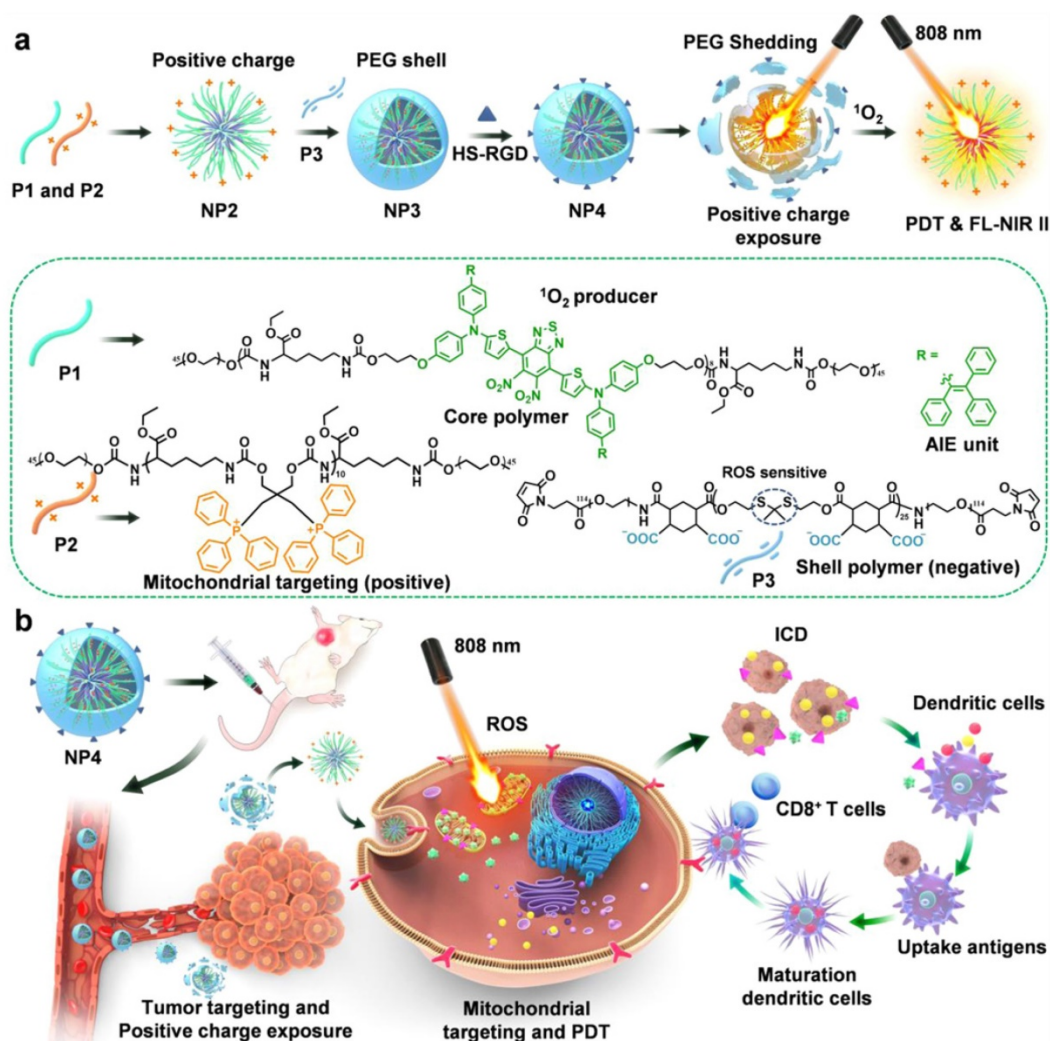 a
Positive charge
PEG shell
PEG Shedding
808 nm
P3
HS-RGD
¹O₂
P1 and P2
NP2
NP3
NP4
Positive charge
exposure
PDT & FL-NIR II
P1
¹O₂ producer
Core polymer
R =
AIE unit
P2
Mitochondrial targeting (positive)
ROS sensitive
P3
Shell polymer (negative)
b
NP4
808 nm
ROS
ICD
Dendritic cells
CD8⁺ T cells
Uptake antigens
Maturation
dendritic cells
Tumor targeting and
Positive charge exposure
Mitochondrial
targeting and PDT